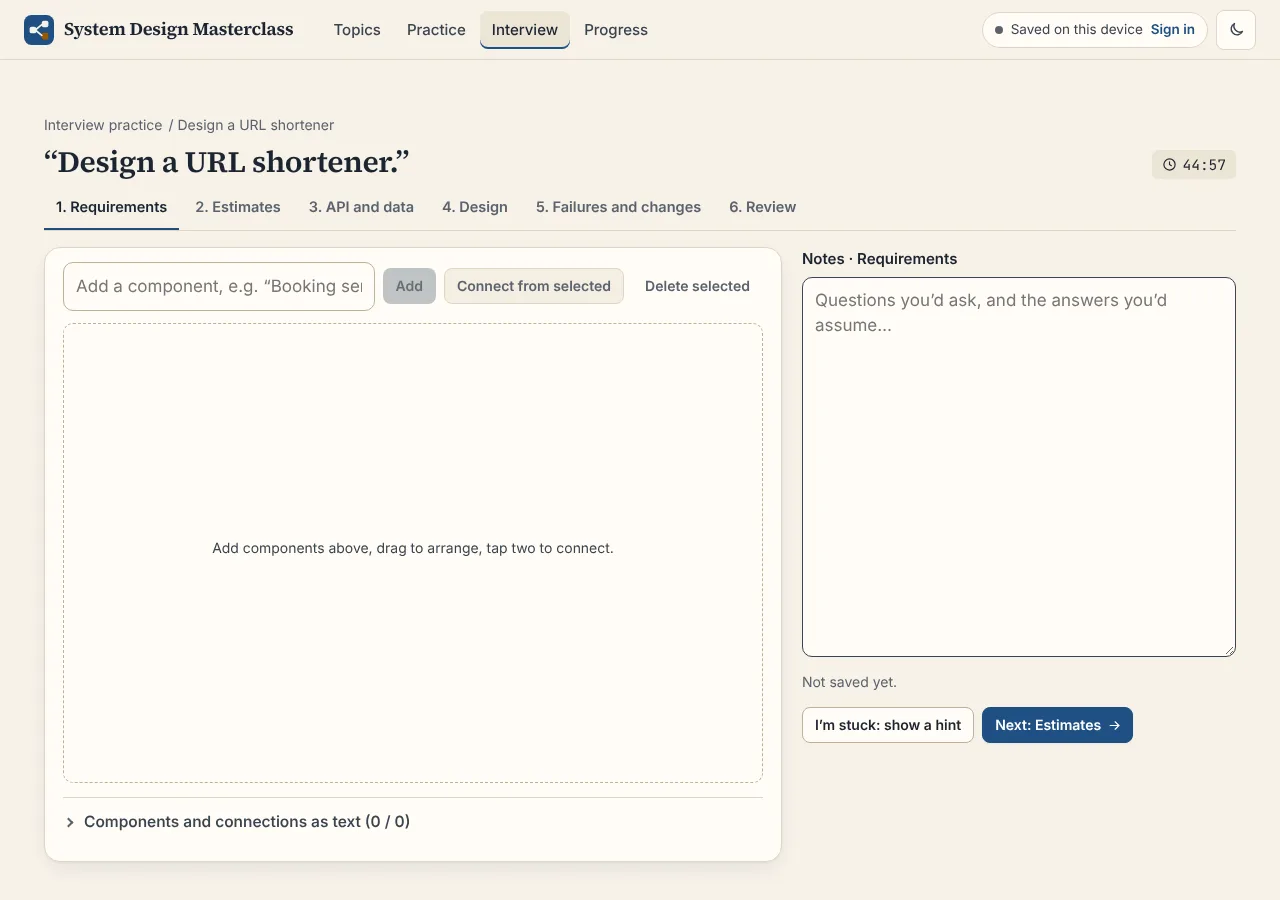 System Design Masterclass
Topics
Practice
Interview
Progress
Saved on this device Sign in
Interview practice / Design a URL shortener
“Design a URL shortener.”
44:57
1. Requirements
2. Estimates
3. API and data
4. Design
5. Failures and changes
6. Review
Add a component, e.g. “Booking se
Add
Connect from selected
Delete selected
Add components above, drag to arrange, tap two to connect.
Components and connections as text (0 / 0)
Notes · Requirements
Questions you’d ask, and the answers you’d
assume…
Not saved yet.
I’m stuck: show a hint
Next: Estimates →